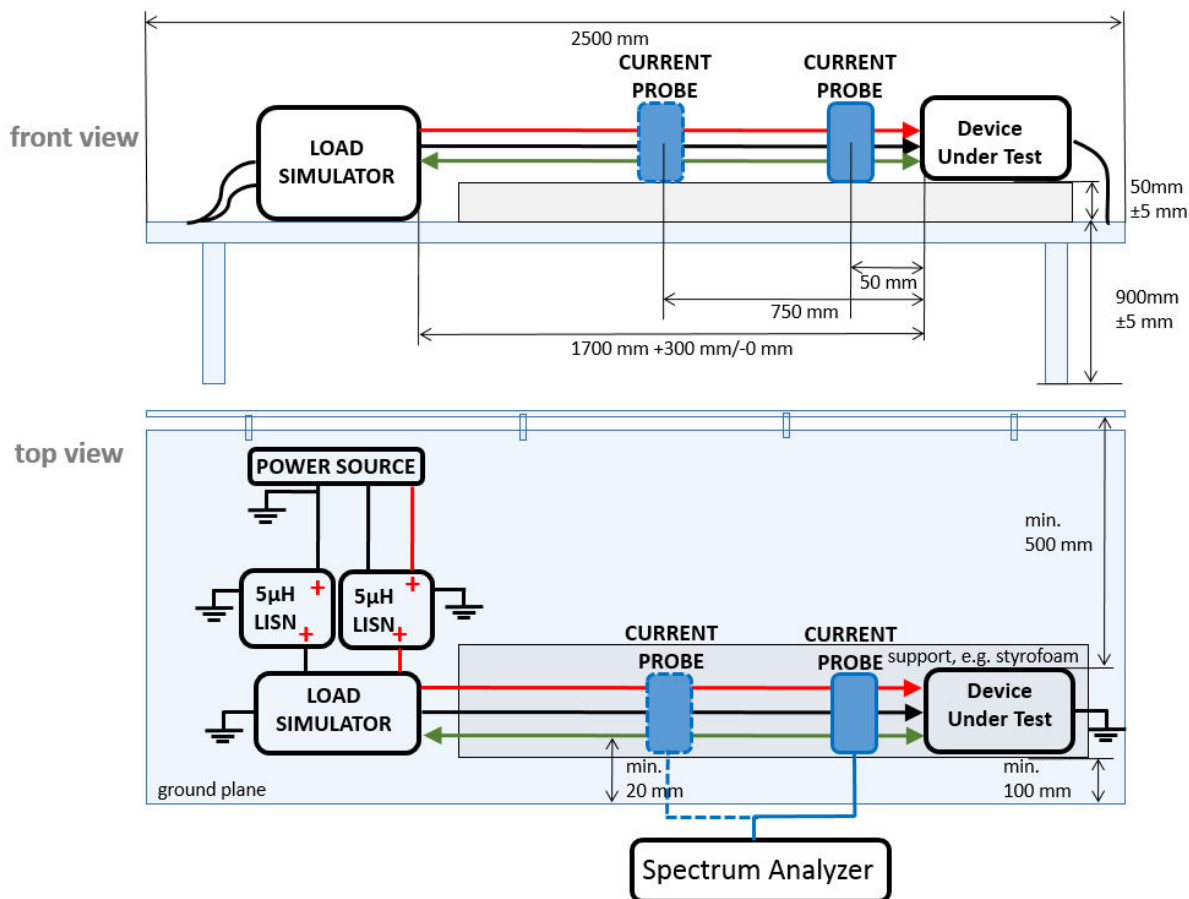 2500 mm
CURRENT
PROBE
CURRENT
PROBE
front view
LOAD
SIMULATOR
Device
Under Test
50mm
±5 mm
50 mm
750 mm
900mm
±5 mm
1700 mm +300 mm/-0 mm
top view
POWER SOURCE
min.
500 mm
5µH
LISN
+
+
5µH
LISN
+
+
CURRENT
PROBE
CURRENT
PROBE
support, e.g. styrofoam
LOAD
SIMULATOR
Device
Under Test
min.
20 mm
min.
100 mm
ground plane
Spectrum Analyzer